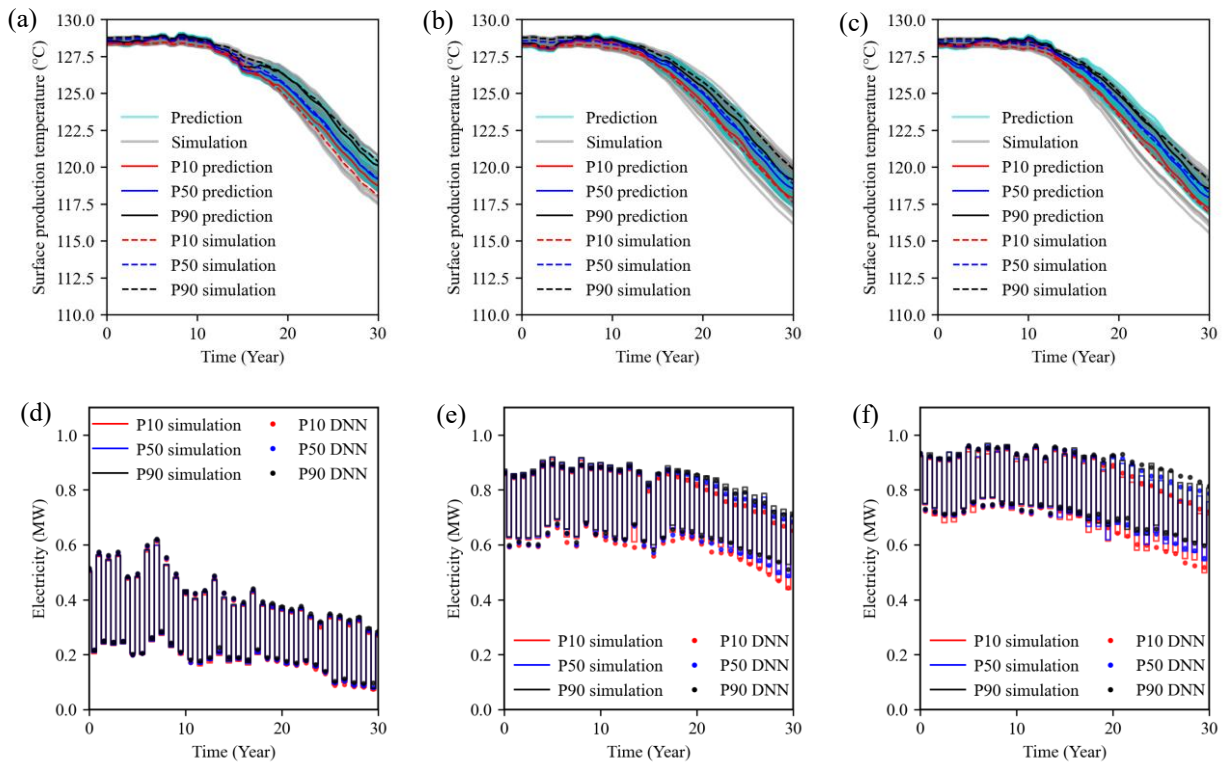 (a)
130.0
127.5
125.0
122.5
120.0
117.5
115.0
112.5
110.0
Surface production temperature (°C)
Prediction
Simulation
P10 prediction
P50 prediction
P90 prediction
P10 simulation
P50 simulation
P90 simulation
0 10 20 30
Time (Year)
(b)
130.0
127.5
125.0
122.5
120.0
117.5
115.0
112.5
110.0
Surface production temperature (°C)
Prediction
Simulation
P10 prediction
P50 prediction
P90 prediction
P10 simulation
P50 simulation
P90 simulation
0 10 20 30
Time (Year)
(c)
130.0
127.5
125.0
122.5
120.0
117.5
115.0
112.5
110.0
Surface production temperature (°C)
Prediction
Simulation
P10 prediction
P50 prediction
P90 prediction
P10 simulation
P50 simulation
P90 simulation
0 10 20 30
Time (Year)
(d)
1.0
0.8
0.6
0.4
0.2
0.0
Electricity (MW)
P10 simulation P10 DNN
P50 simulation P50 DNN
P90 simulation P90 DNN
0 10 20 30
Time (Year)
(e)
1.0
0.8
0.6
0.4
0.2
0.0
Electricity (MW)
P10 simulation P10 DNN
P50 simulation P50 DNN
P90 simulation P90 DNN
0 10 20 30
Time (Year)
(f)
1.0
0.8
0.6
0.4
0.2
0.0
Electricity (MW)
P10 simulation P10 DNN
P50 simulation P50 DNN
P90 simulation P90 DNN
0 10 20 30
Time (Year)